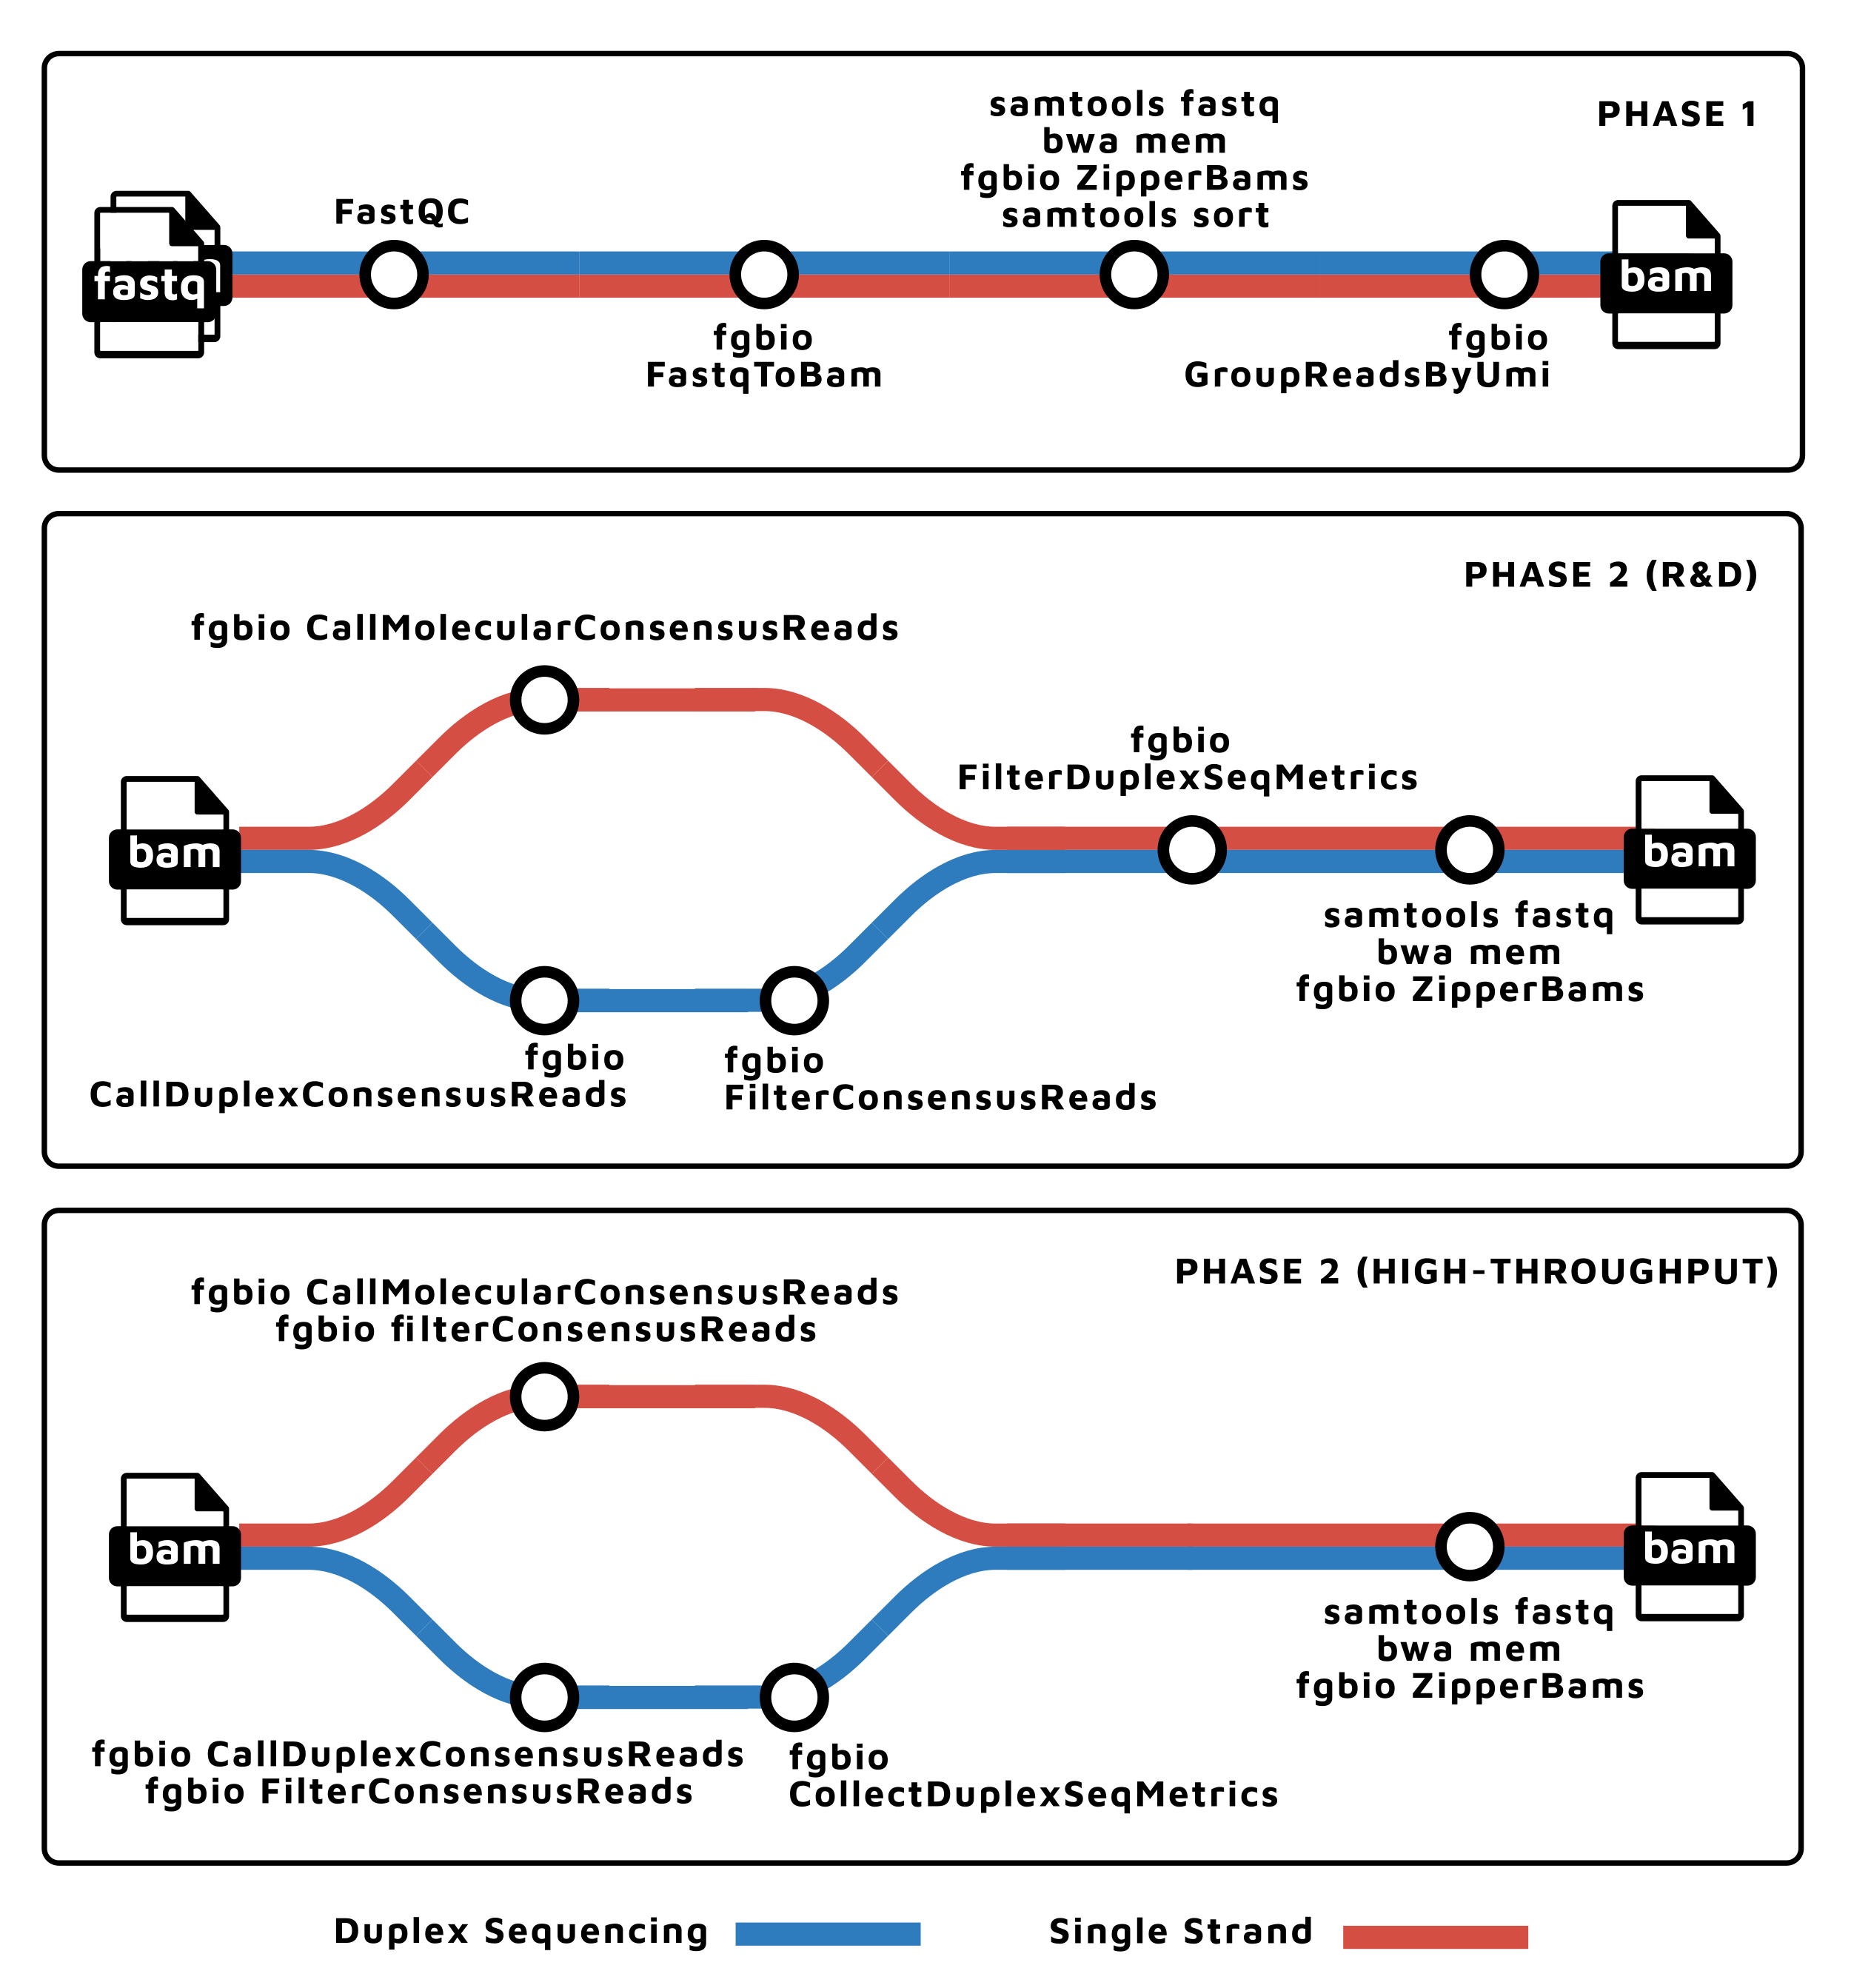 PHASE 1
samtools fastq
bwa mem
fgbio ZipperBams
samtools sort
FastQC
fastq
bam
fgbio
FastqToBam
fgbio
GroupReadsByUmi
PHASE 2 (R&D)
fgbio CallMolecularConsensusReads
fgbio
FilterDuplexSeqMetrics
bam
bam
samtools fastq
bwa mem
fgbio ZipperBams
fgbio
CallDuplexConsensusReads
fgbio
FilterConsensusReads
PHASE 2 (HIGH-THROUGHPUT)
fgbio CallMolecularConsensusReads
fgbio filterConsensusReads
bam
bam
samtools fastq
bwa mem
fgbio ZipperBams
fgbio CallDuplexConsensusReads
fgbio FilterConsensusReads
fgbio
CollectDuplexSeqMetrics
Duplex Sequencing
Single Strand